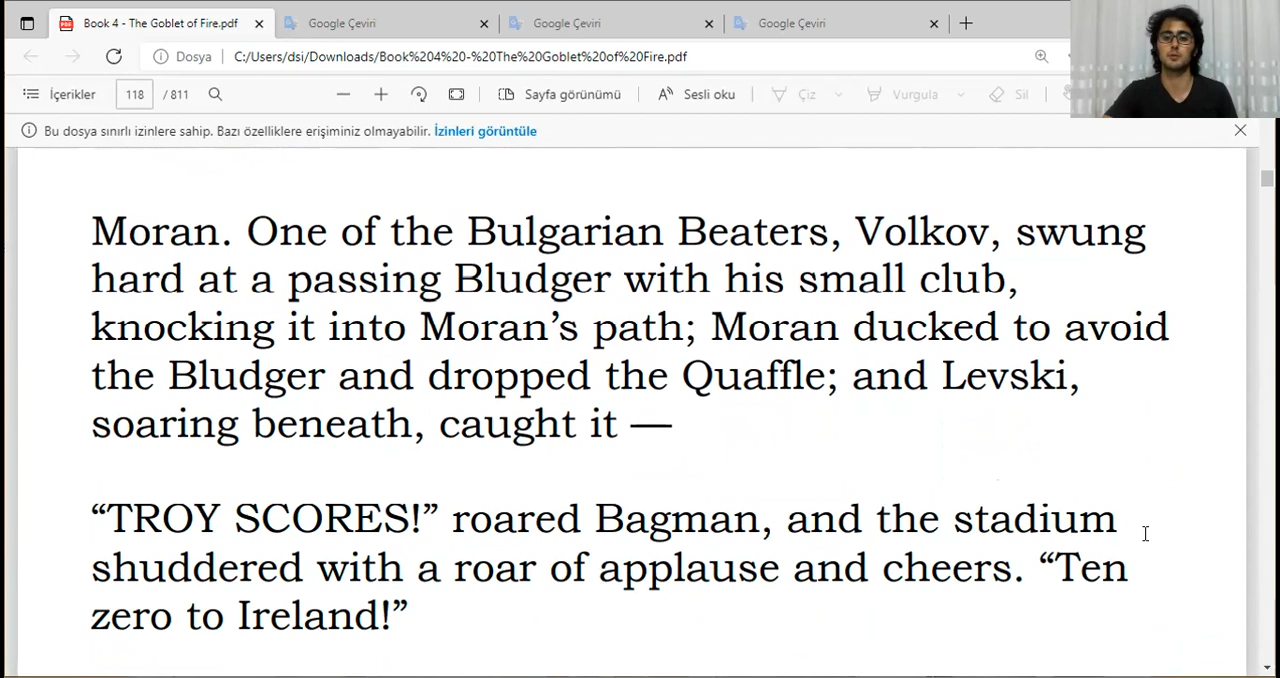 Book 4 - The Goblet of Fire.pdf
Google Çeviri
Google Çeviri
Google Çeviri
Dosya
C:/Users/dsi/Downloads/Book%204%20-%20The%20Goblet%20of%20Fire.pdf
İçerikler
118 / 811
Sayfa görünümü
Sesli oku
Çiz
Vurgula
Sil
Bu dosya sınırlı izinlere sahip. Bazı özelliklere erişiminiz olmayabilir. İzinleri görüntüle
Moran. One of the Bulgarian Beaters, Volkov, swung
hard at a passing Bludger with his small club,
knocking it into Moran’s path; Moran ducked to avoid
the Bludger and dropped the Quaffle; and Levski,
soaring beneath, caught it —
“TROY SCORES!” roared Bagman, and the stadium
shuddered with a roar of applause and cheers. “Ten
zero to Ireland!”